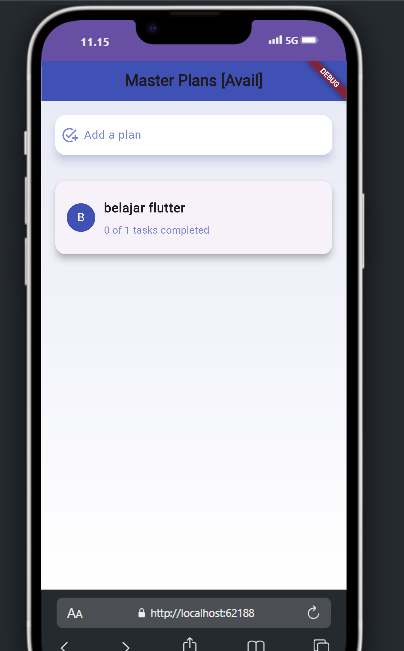 11.15
5G
Master Plans [Avail]
DEBUG
Add a plan
B
belajar flutter
0 of 1 tasks completed
AA
http://localhost:62188